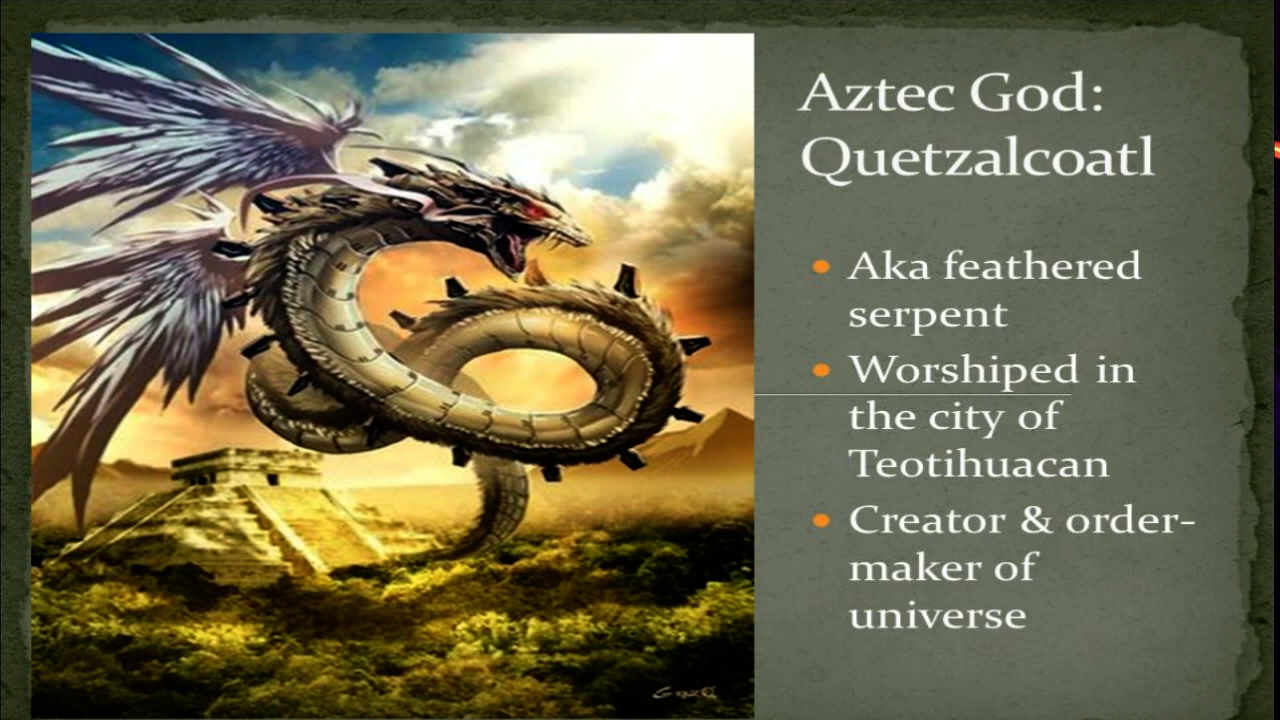 Aztec God:
Quetzalcoatl
Aka feathered
serpent
Worshiped in
the city of
Teotihuacan
Creator & order-
maker of
universe